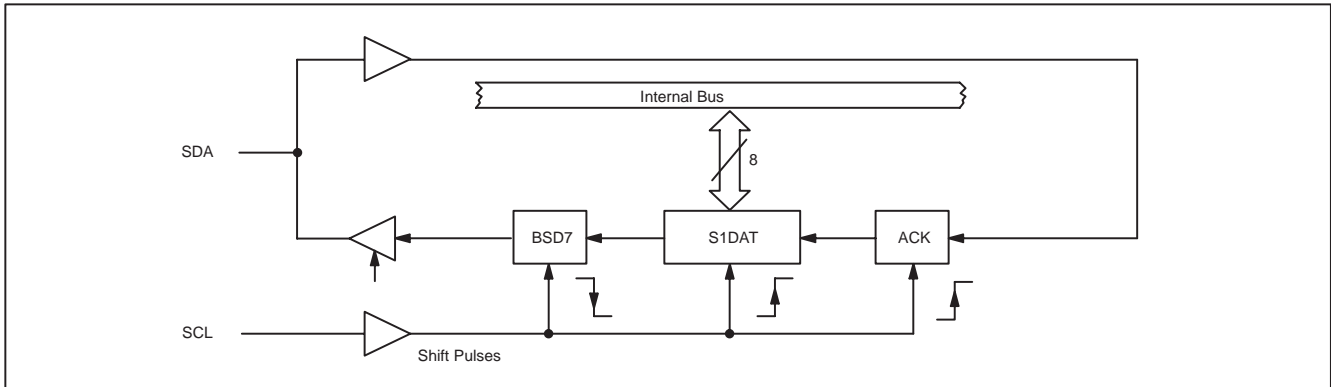 Internal Bus
SDA
8
BSD7
S1DAT
ACK
SCL
Shift Pulses